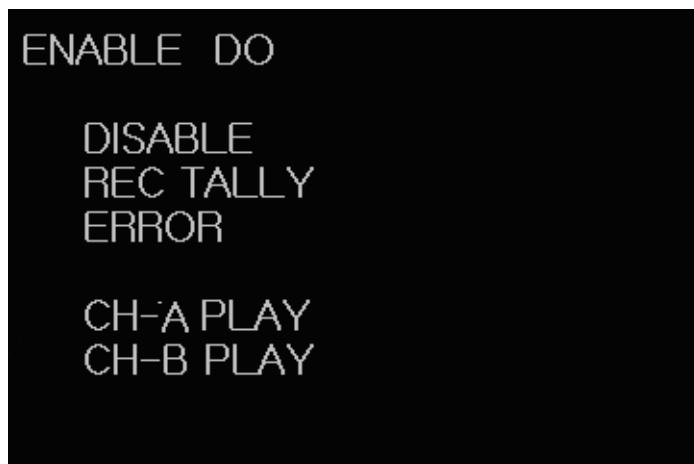 ENABLE DO
DISABLE
REC TALLY
ERROR
CH-A PLAY
CH-B PLAY